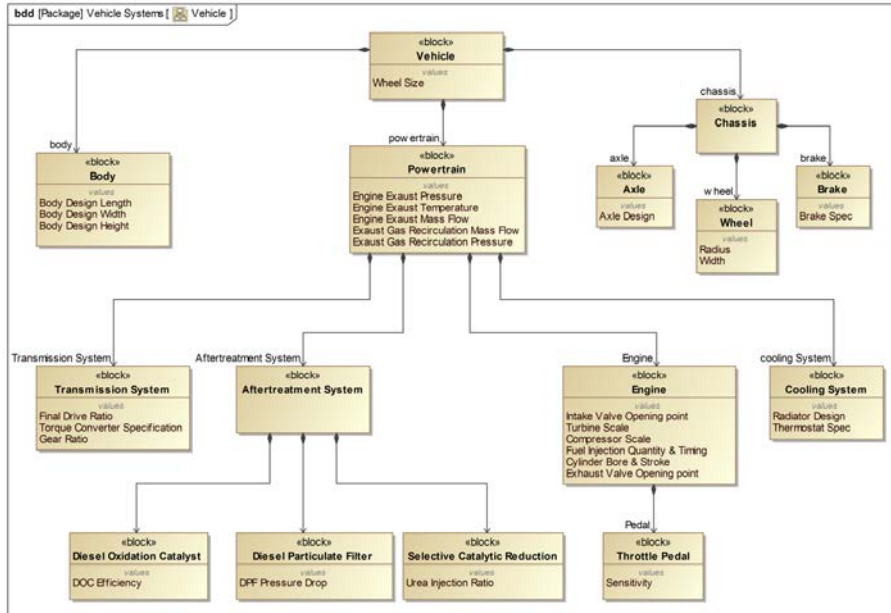 bdd [Package] Vehicle Systems [ Vehicle ]
«block»
Vehicle
values
Wheel Size
body
powertrain
chassis
«block»
Body
values
Body Design Length
Body Design Width
Body Design Height
«block»
Powertrain
values
Engine Exaust Pressure
Engine Exaust Temperature
Engine Exaust Mass Flow
Exaust Gas Recirculation Mass Flow
Exaust Gas Recirculation Pressure
«block»
Chassis
axle
wheel
brake
«block»
Axle
values
Axle Design
«block»
Wheel
values
Radius
Width
«block»
Brake
values
Brake Spec
Transmission System
Aftertreatment System
Engine
cooling System
«block»
Transmission System
values
Final Drive Ratio
Torque Converter Specification
Gear Ratio
«block»
Aftertreatment System
«block»
Engine
values
Intake Valve Opening point
Turbine Scale
Compressor Scale
Fuel Injection Quantity & Timing
Cylinder Bore & Stroke
Exhaust Valve Opening point
«block»
Cooling System
values
Radiator Design
Thermostat Spec
Pedal
«block»
Diesel Oxidation Catalyst
values
DOC Efficiency
«block»
Diesel Particulate Filter
values
DPF Pressure Drop
«block»
Selective Catalytic Reduction
values
Urea Injection Ratio
«block»
Throttle Pedal
values
Sensitivity